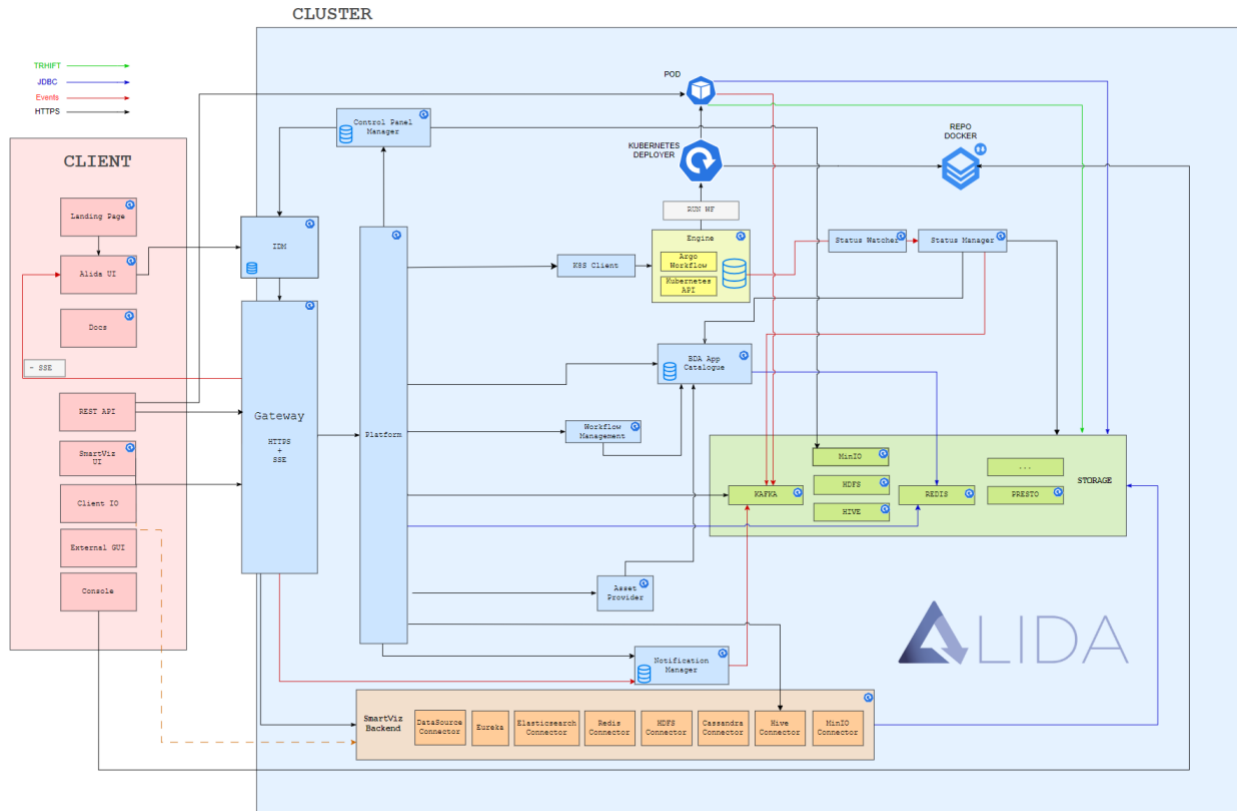 CLUSTER
TRHIFT
JDBC
Events
HTTPS
CLIENT
Landing Page
Alida UI
Docs
- SSE
REST API
SmartViz
UI
Client IO
External GUI
Console
IDM
Gateway
HTTPS
+
SSE
Platform
Control Panel
Manager
POD
KUBERNETES
DEPLOYER
REPO
DOCKER
Engine
Argo
Workflow
Kubernetes
API
K8S Client
Status Watcher
Status Manager
BDA App
Catalogue
Workflow
Management
Asset
Provider
Notification
Manager
MinIO
HDFS
HIVE
KAFKA
REDIS
...
PRESTO
STORAGE
ALIDA
SmartViz
Backend
DataSource
Connector
Eureka
Elasticsearch
Connector
Redis
Connector
HDFS
Connector
Cassandra
Connector
Hive
Connector
MinIO
Connector